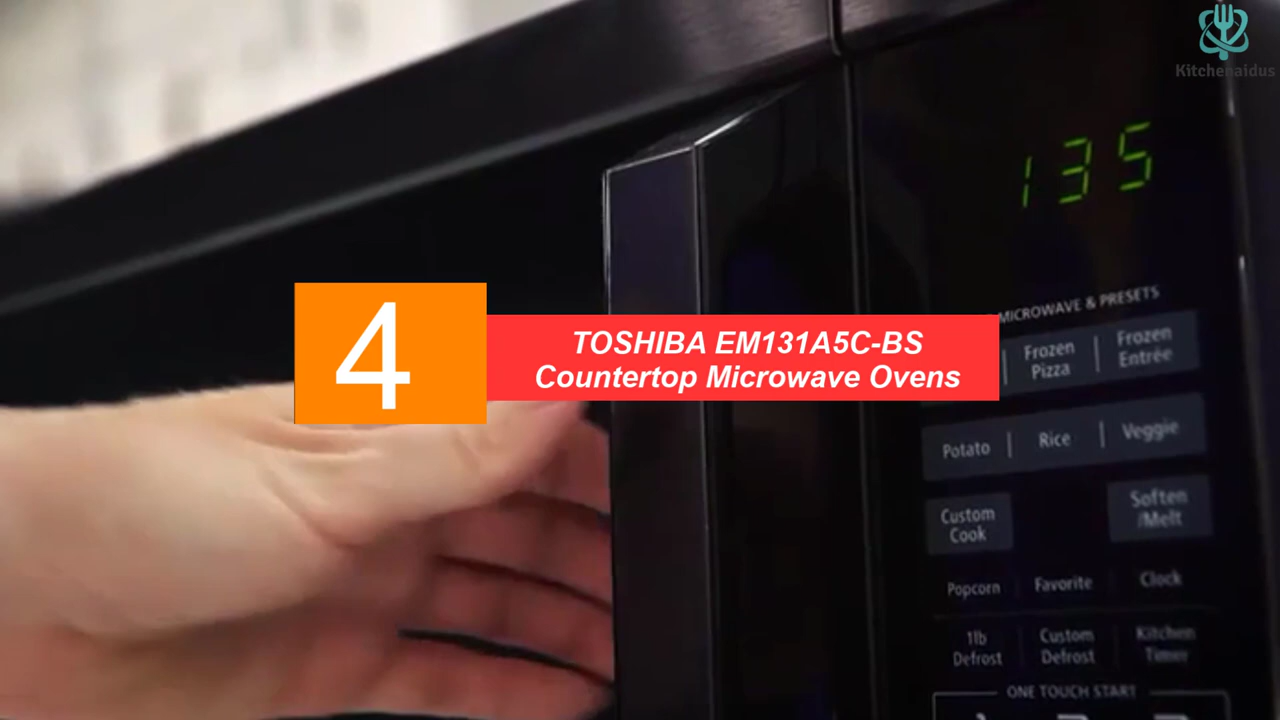 Kitchenaidus
135
4
TOSHIBA EM131A5C-BS
Countertop Microwave Ovens
MICROWAVE & PRESETS
Frozen Pizza
Frozen Entrée
Potato
Rice
Veggie
Custom Cook
Soften /Melt
Popcorn
Favorite
Clock
1lb Defrost
Custom Defrost
Kitchen Timer
ONE TOUCH START